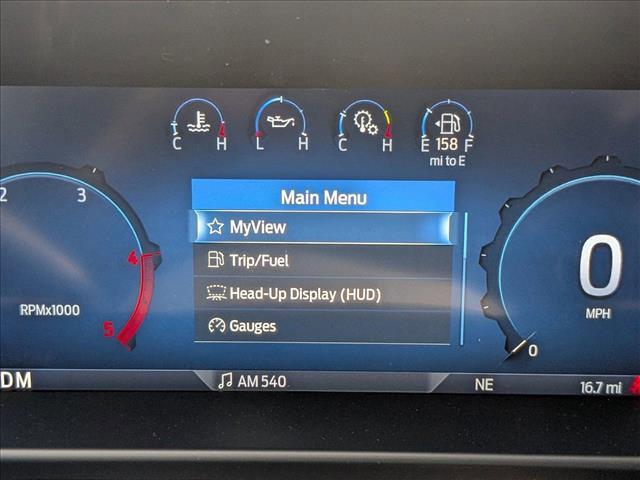 C H L H C H E 158 F
mi to E
Main Menu
MyView
Trip/Fuel
Head-Up Display (HUD)
Gauges
2 3
4
5
RPMx1000
0
MPH
0
DM
AM 540
NE
16.7 mi